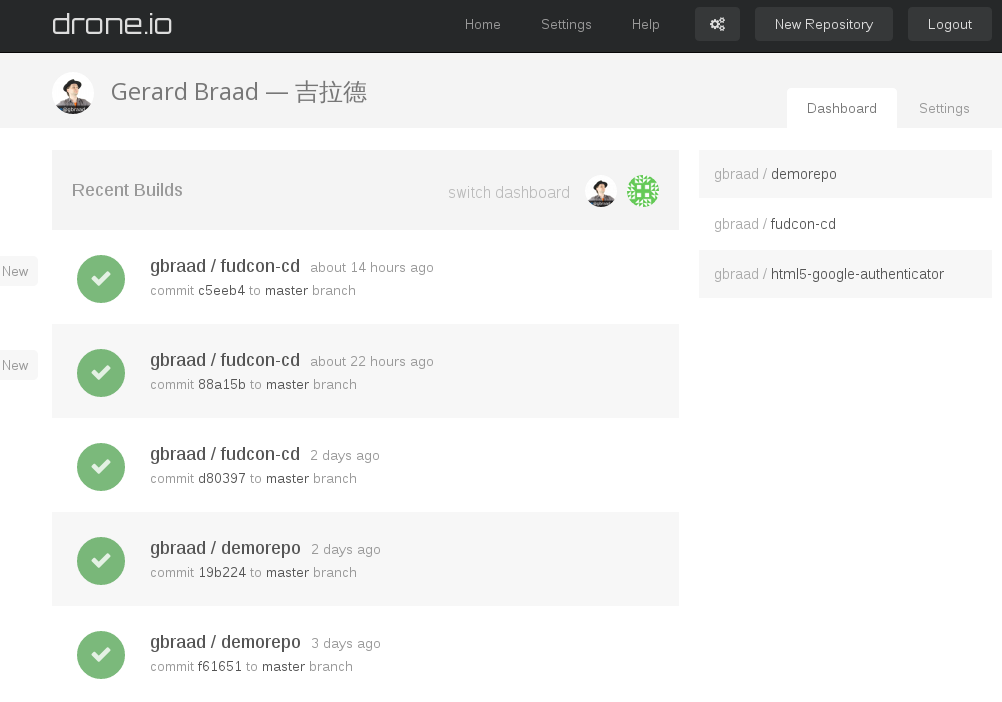 drone.io Home Settings Help New Repository Logout
Gerard Braad — 吉拉德
Dashboard Settings
Recent Builds switch dashboard
gbraad / demorepo
gbraad / fudcon-cd
gbraad / html5-google-authenticator
New
gbraad / fudcon-cd about 14 hours ago
commit c5eeb4 to master branch
New
gbraad / fudcon-cd about 22 hours ago
commit 88a15b to master branch
gbraad / fudcon-cd 2 days ago
commit d80397 to master branch
gbraad / demorepo 2 days ago
commit 19b224 to master branch
gbraad / demorepo 3 days ago
commit f61651 to master branch